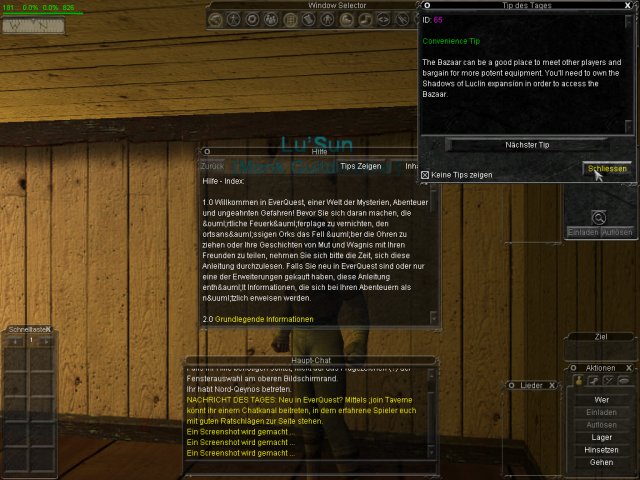 181 :: 0.0% 0.0% 826
Window Selector
Tip des Tages
X
ID: 65
Convenience Tip
The Bazaar can be a good place to meet other players and
bargain for more potent equipment. You'll need to own the
Shadows of Luclin expansion in order to access the
Bazaar.
Nächster Tip
Schliessen
Keine Tips zeigen
Lu'Sun
Hilfe
X
Zurück
Tips Zeigen
Hilfe - Index:
1.0 Willkommen in EverQuest, einer Welt der Mysterien, Abenteuer
und ungeahnten Gefahren! Bevor Sie sich daran machen, die
&ouml;rtliche Feuerk&auml;ferplage zu vernichten, den
ortsans&auml;ssigen Orks das Fell &uuml;ber die Ohren zu
ziehen oder Ihre Geschichten von Mut und Wagnis mit Ihren
Freunden zu teilen, nehmen Sie sich bitte die Zeit, sich diese
Anleitung durchzulesen. Falls Sie neu in EverQuest sind oder nur
eine der Erweiterungen gekauft haben, diese Anleitung
enth&auml;lt Informationen, die sich bei Ihren Abenteuern als
n&uuml;tzlich erweisen werden.
2.0 Grundlegende Informationen
Einladen
Auflösen
Schnelltasten
1
Haupt-Chat
Fensterauswahl am oberen Bildschirmrand.
Ihr habt Nord-Qeynos betreten.
NACHRICHT DES TAGES: Neu in EverQuest? Mittels ;join Taverne
könnt ihr einem Chatkanal beitreten, in dem erfahrene Spieler euch
mit guten Ratschlägen zur Seite stehen.
Ein Screenshot wird gemacht ...
Ein Screenshot wird gemacht ...
Ein Screenshot wird gemacht ...
Lieder
X
Ziel
Aktionen
X
Wer
Einladen
Auflösen
Lager
Hinsetzen
Gehen